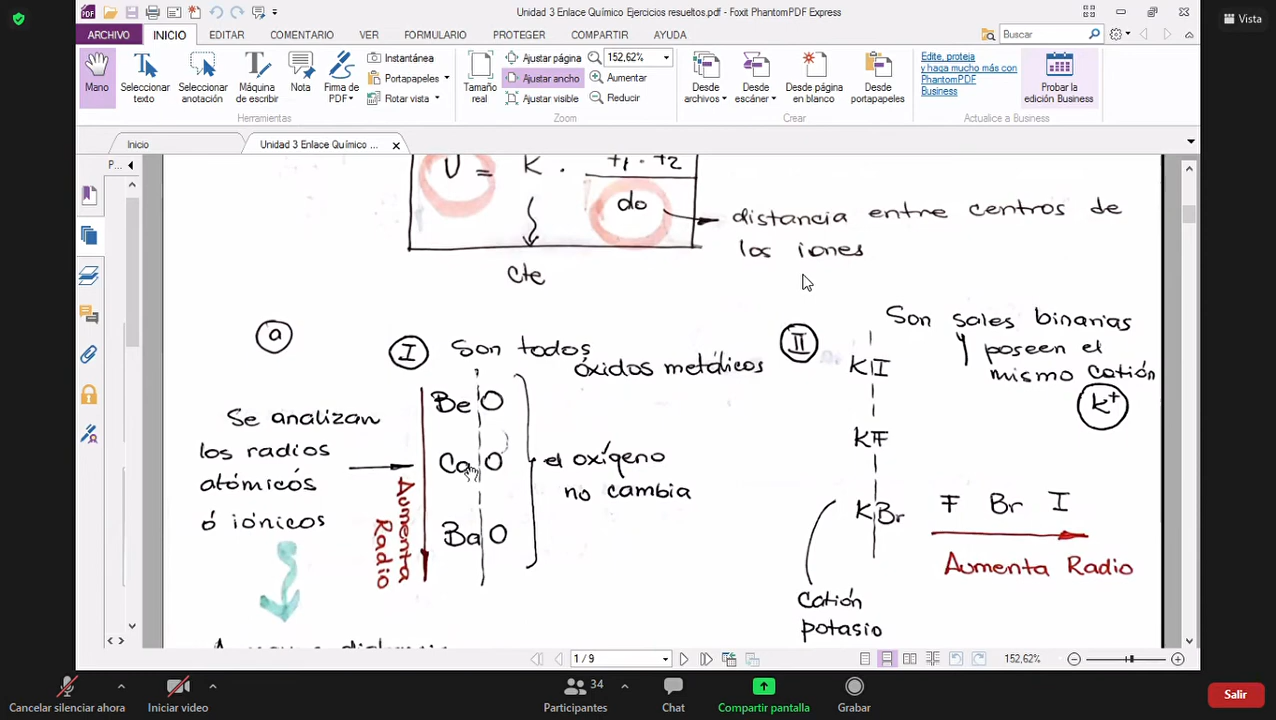 Unidad 3 Enlace Químico Ejercicios resueltos.pdf - Foxit PhantomPDF Express
Vista
ARCHIVO INICIO EDITAR COMENTARIO VER FORMULARIO PROTEGER COMPARTIR AYUDA
Buscar
Mano
Seleccionar texto
Seleccionar anotación
Máquina de escribir
Nota
Fima de PDF
Instantánea
Portapapeles
Rotar vista
Herramientas
Tamaño real
Ajustar página
Ajustar ancho
Ajustar visible
152,62%
Aumentar
Reducir
Zoom
Desde archivos
Desde escáner
Desde página en blanco
Desde portapapeles
Crear
Edite, proteja
y haga mucho más con
PhantomPDF
Business
Probar la edición Business
Actualice a Business
Inicio
Unidad 3 Enlace Químico ...
P...
U = K .
do
distancia entre centros de
los iones
Cte
a
I
Son todos
óxidos metálicos
Se analizan
los radios
atómicos
ó iónicos
Aumenta
Radio
BeO
CaO
BaO
el oxígeno
no cambia
II
Son sales binarias
y poseen el
mismo catión
K+
KI
KF
KBr
F Br I
Aumenta Radio
Catión
potasio
1 / 9
152,62%
Cancelar silenciar ahora
Iniciar video
34
Participantes
Chat
Compartir pantalla
Grabar
Salir